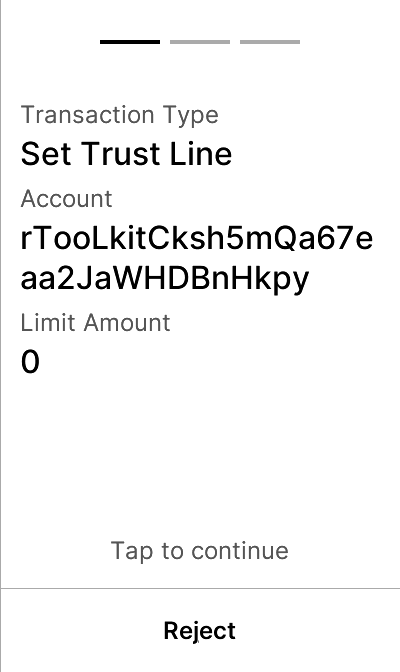 Transaction Type
Set Trust Line
Account
rTooLkitCksh5mQa67e
aa2JaWHDBnHkpy
Limit Amount
0
Tap to continue
Reject